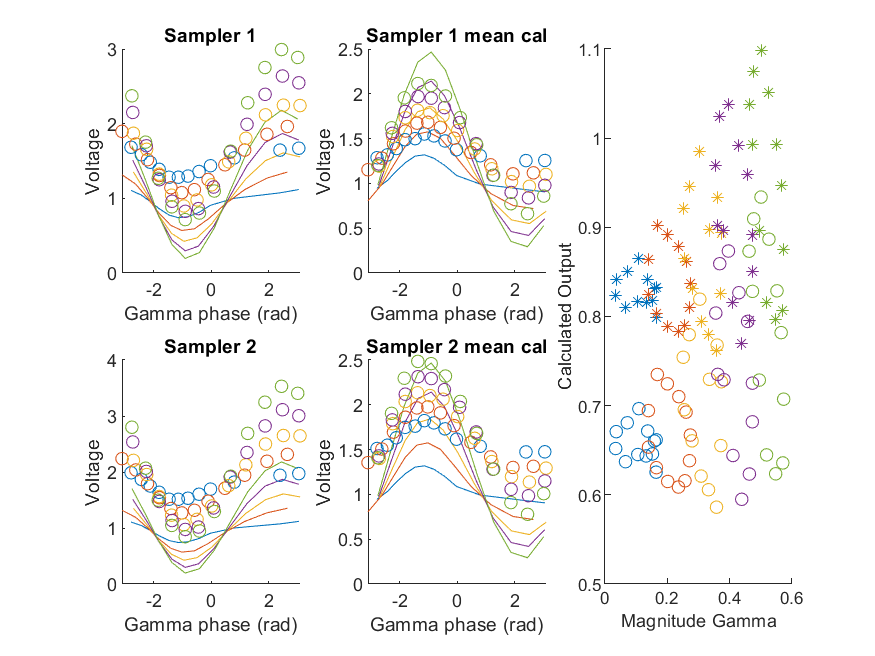 Sampler 1
3
2
1
0
Voltage
-2 0 2
Gamma phase (rad)
Sampler 1 mean cal
2.5
2
1.5
1
0.5
0
Voltage
-2 0 2
Gamma phase (rad)
Sampler 2
4
3
2
1
0
Voltage
-2 0 2
Gamma phase (rad)
Sampler 2 mean cal
2.5
2
1.5
1
0.5
0
Voltage
-2 0 2
Gamma phase (rad)
1.1
1
0.9
0.8
0.7
0.6
0.5
Calculated Output
0 0.2 0.4 0.6
Magnitude Gamma